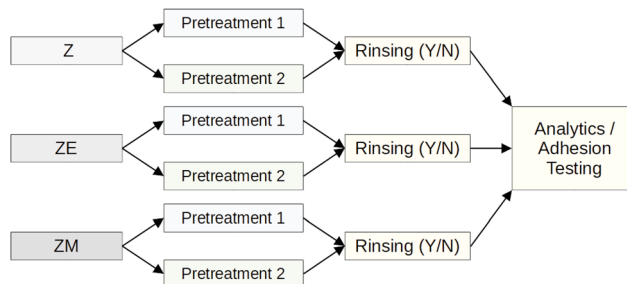 Z
Pretreatment 1
Pretreatment 2
Rinsing (Y/N)
ZE
Pretreatment 1
Pretreatment 2
Rinsing (Y/N)
ZM
Pretreatment 1
Pretreatment 2
Rinsing (Y/N)
Analytics /
Adhesion
Testing